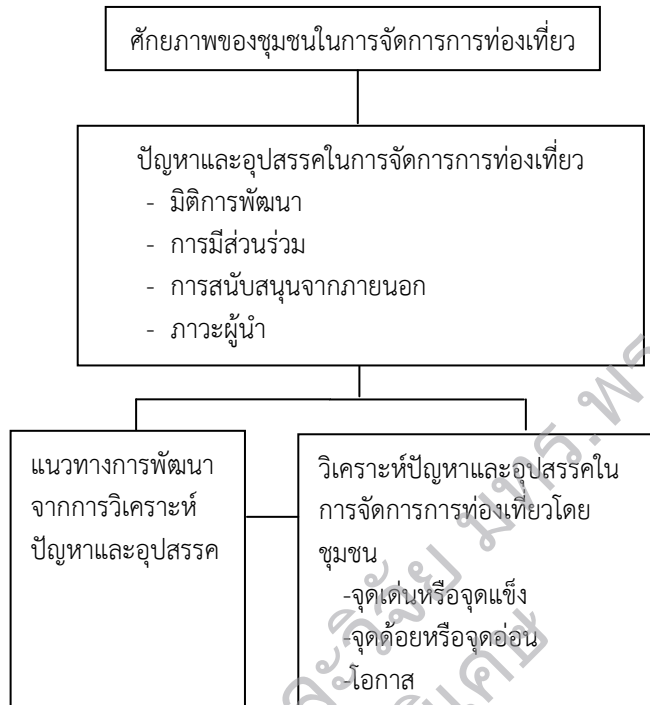 ศักยภาพของชุมชนในการจัดการการท่องเที่ยว
ปัญหาและอุปสรรคในการจัดการการท่องเที่ยว
- มิติการพัฒนา
- การมีส่วนร่วม
- การสนับสนุนจากภายนอก
- ภาวะผู้นำ
แนวทางการพัฒนา
จากการวิเคราะห์
ปัญหาและอุปสรรค
วิเคราะห์ปัญหาและอุปสรรคใน
การจัดการการท่องเที่ยวโดย
ชุมชน
-จุดเด่นหรือจุดแข็ง
-จุดด้อยหรือจุดอ่อน
-โอกาส